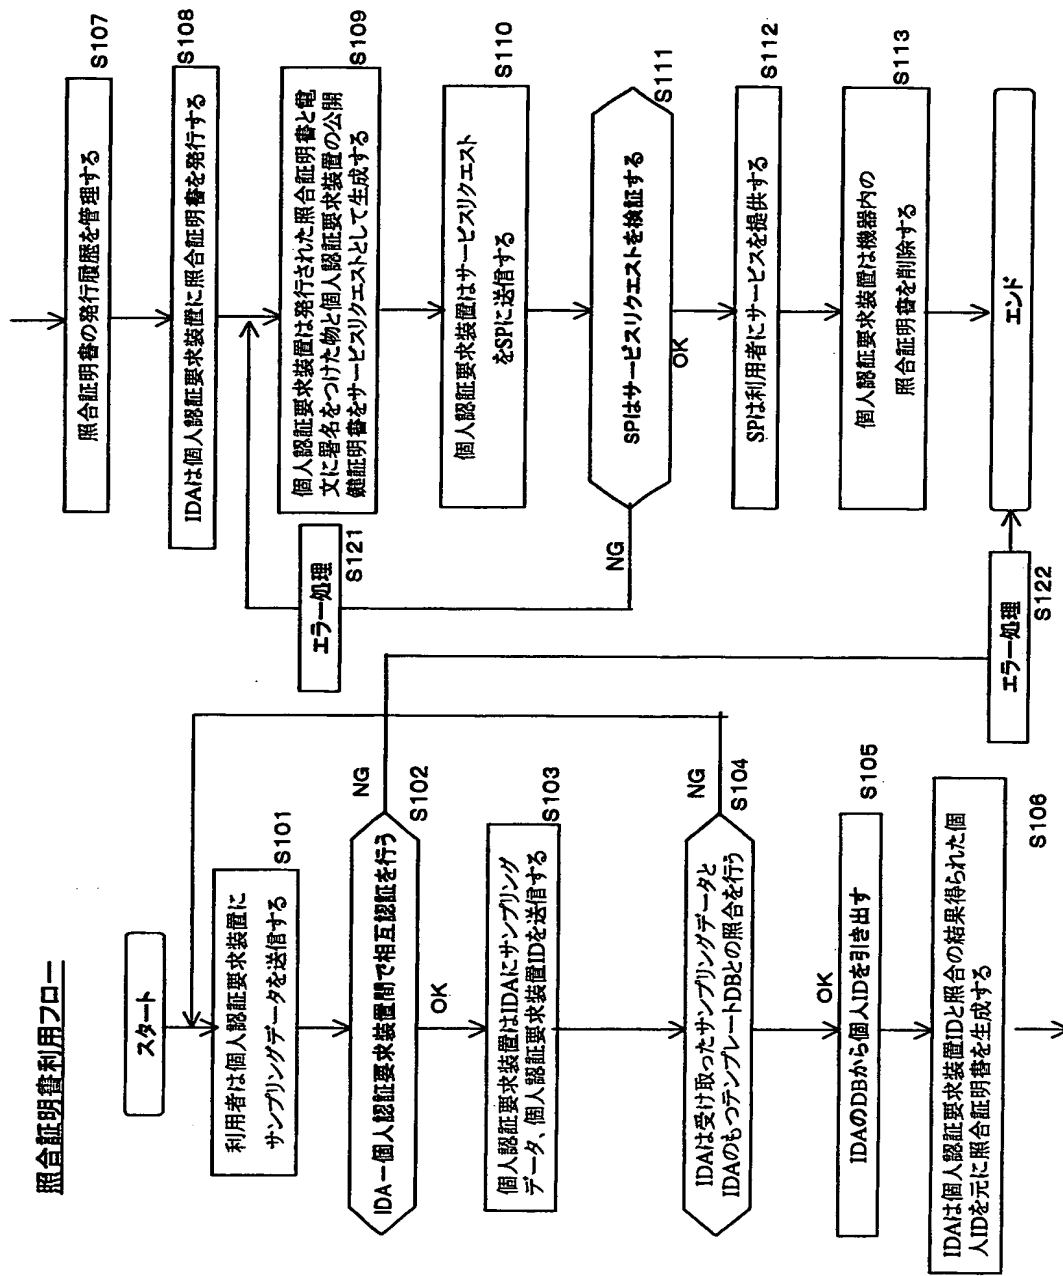 照合証明書利用フロー
スタート
利用者は個人認証要求装置に
サンプリングデータを送信する
S101
IDAー個人認証要求装置間で相互認証を行う
S102
NG
OK
個人認証要求装置はIDAにサンプリング
データ、個人認証要求装置IDを送信する
S103
IDAは受け取ったサンプリングデータと
IDAのもつテンプレートDBとの照合を行う
S104
NG
OK
IDAのDBから個人IDを引き出す
S105
IDAは個人認証要求装置IDと照合の結果得られた個
人IDを元に照合証明書を生成する
S106
照合証明書の発行履歴を管理する
S107
IDAは個人認証要求装置に照合証明書を発行する
S108
個人認証要求装置は発行された照合証明書と電
文に署名をつけた物と個人認証要求装置の公開
鍵証明書をサービスリクエストとして生成する
S109
エラー処理
S121
個人認証要求装置はサービスリクエスト
をSPに送信する
S110
SPはサービスリクエストを検証する
S111
NG
OK
SPは利用者にサービスを提供する
S112
個人認証要求装置は機器内の
照合証明書を削除する
S113
エラー処理
S122
エンド